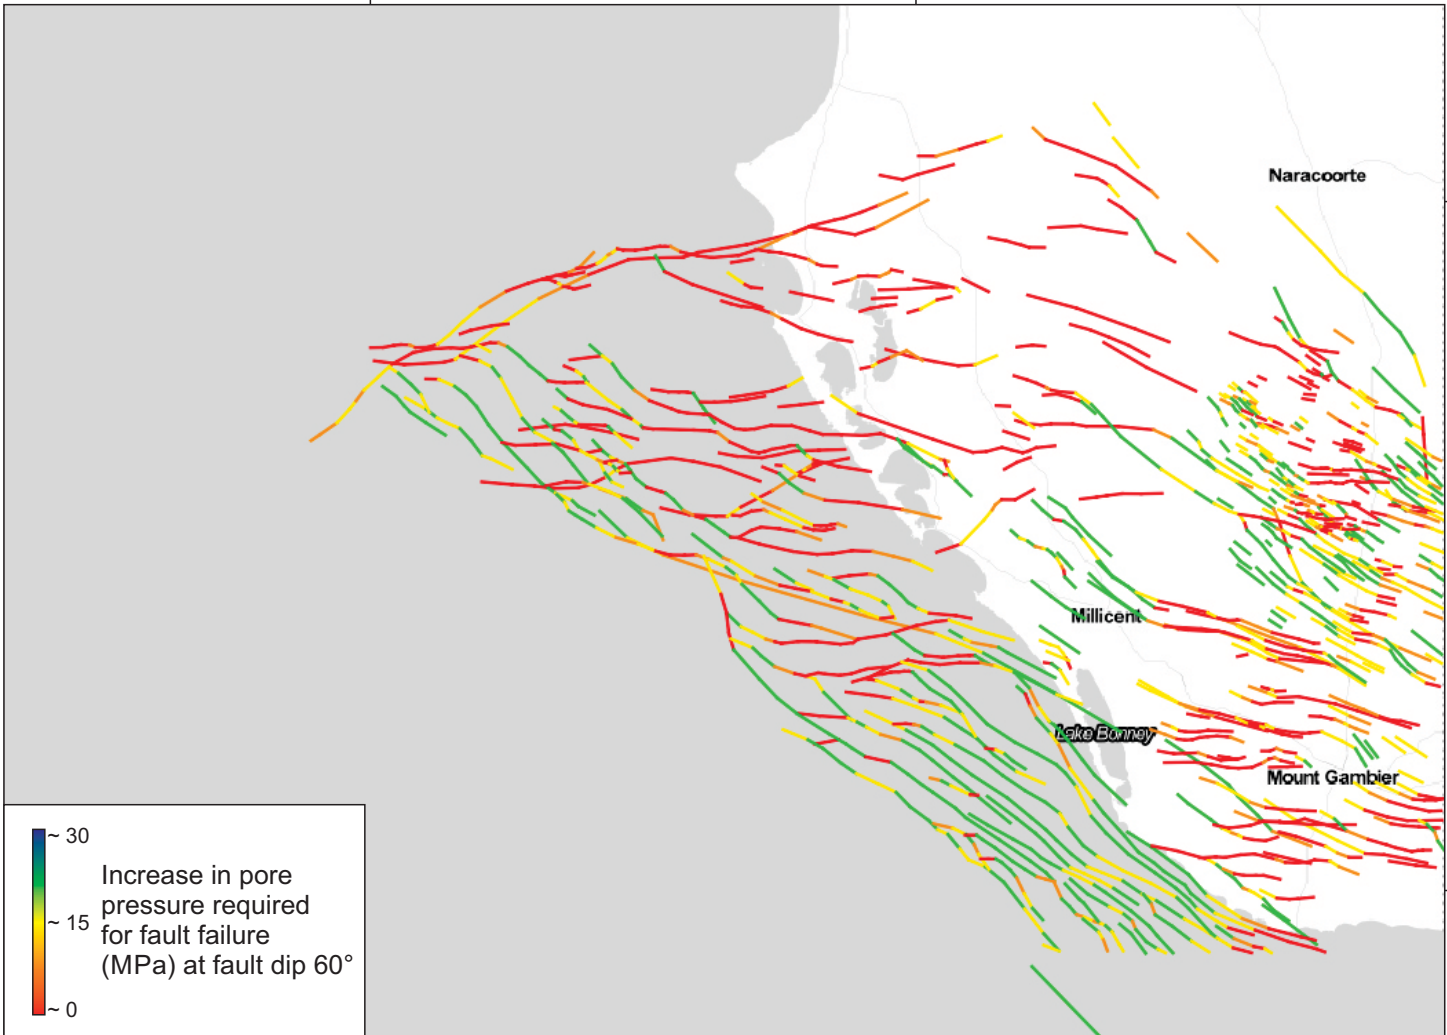 Naracoorte
Millicent
Lake Bonney
Mount Gambier
~ 30
~ 15
~ 0
Increase in pore
pressure required
for fault failure
(MPa) at fault dip 60°